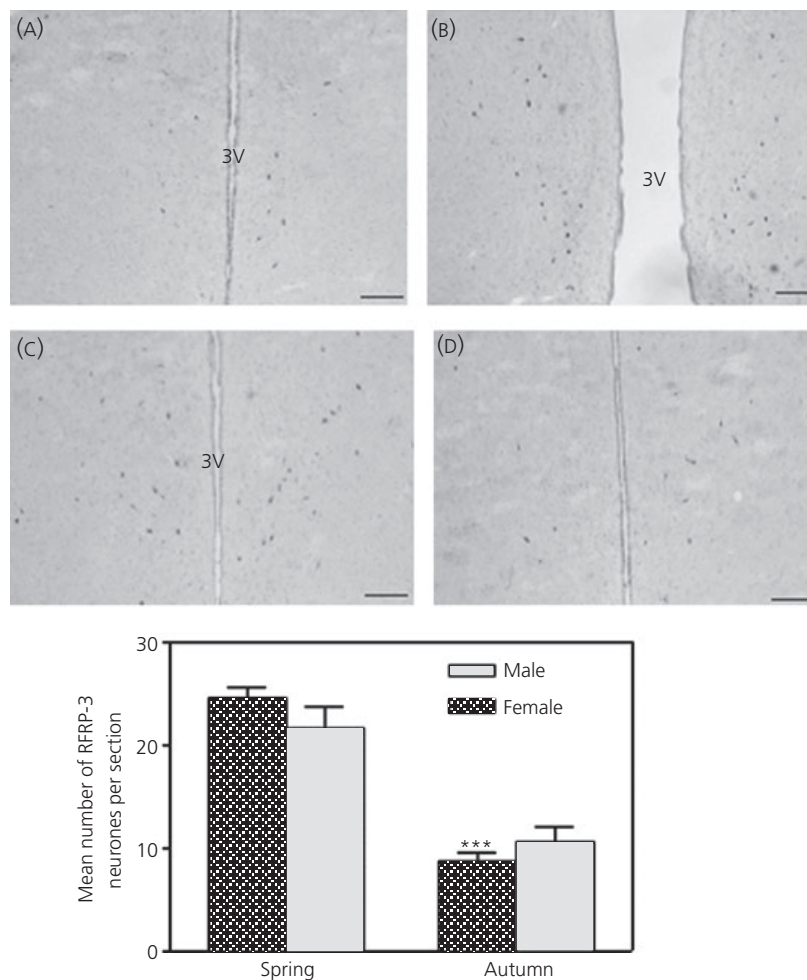 (A)
3V
(B)
3V
(C)
3V
(D)
Mean number of RFRP-3
neurones per section
30
20
10
0
Male
Female
***
Spring
Autumn